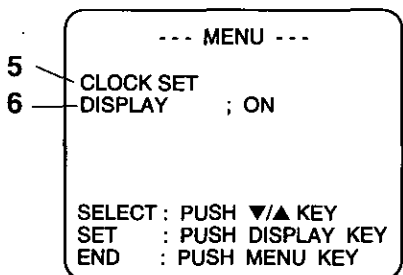 --- MENU ---
5
CLOCK SET
6
DISPLAY ; ON
SELECT : PUSH ▼/▲ KEY
SET : PUSH DISPLAY KEY
END : PUSH MENU KEY